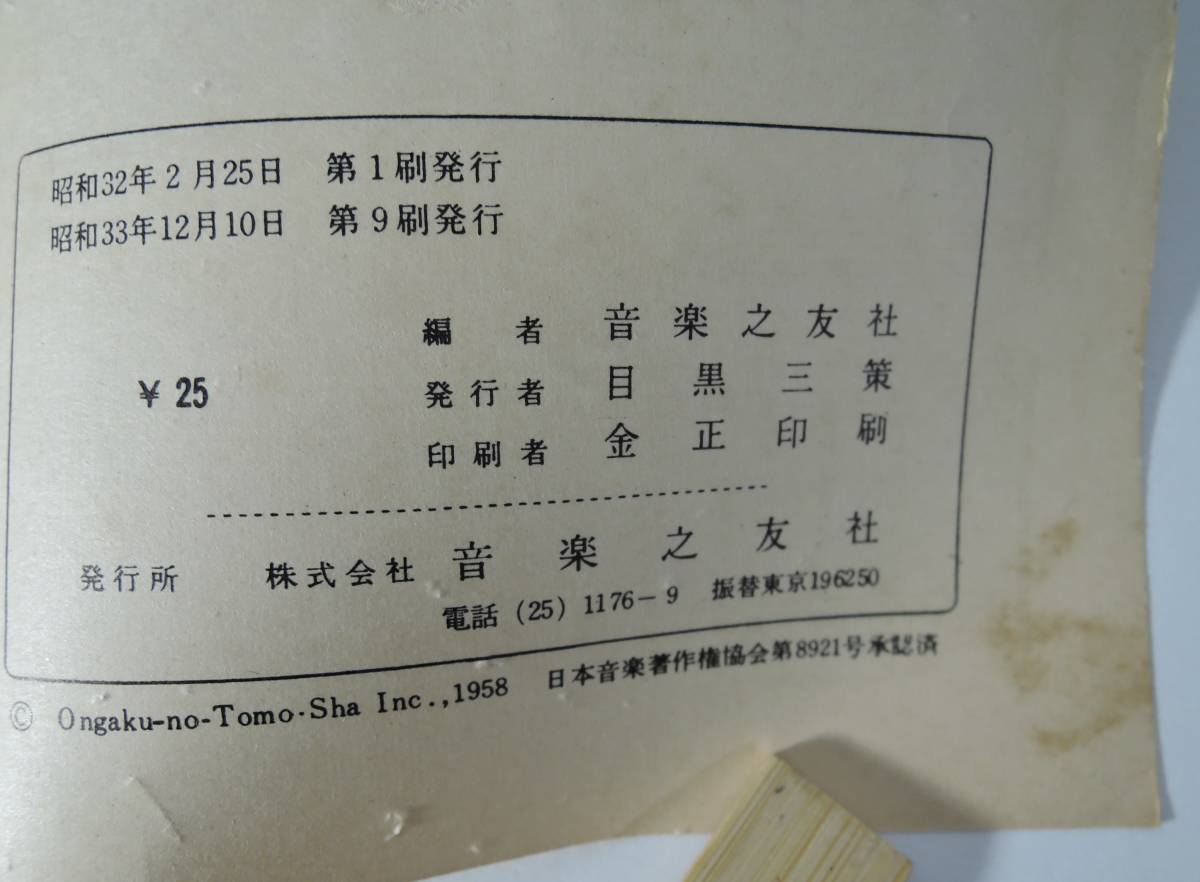 昭和32年2月25日 第1刷発行
昭和33年12月10日 第9刷発行
編者 音楽之友社
¥25 発行者 目黒三策
印刷者 金正印刷
発行所 株式会社 音楽之友社
電話 (25) 1176-9 振替東京196250
© Ongaku-no-Tomo·Sha Inc.,1958 日本音楽著作権協会第8921号承認済